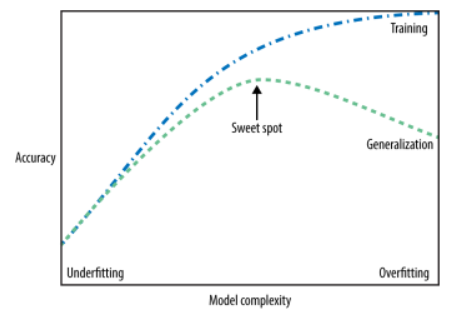 Training
Sweet spot
Generalization
Accuracy
Underfitting
Overfitting
Model complexity